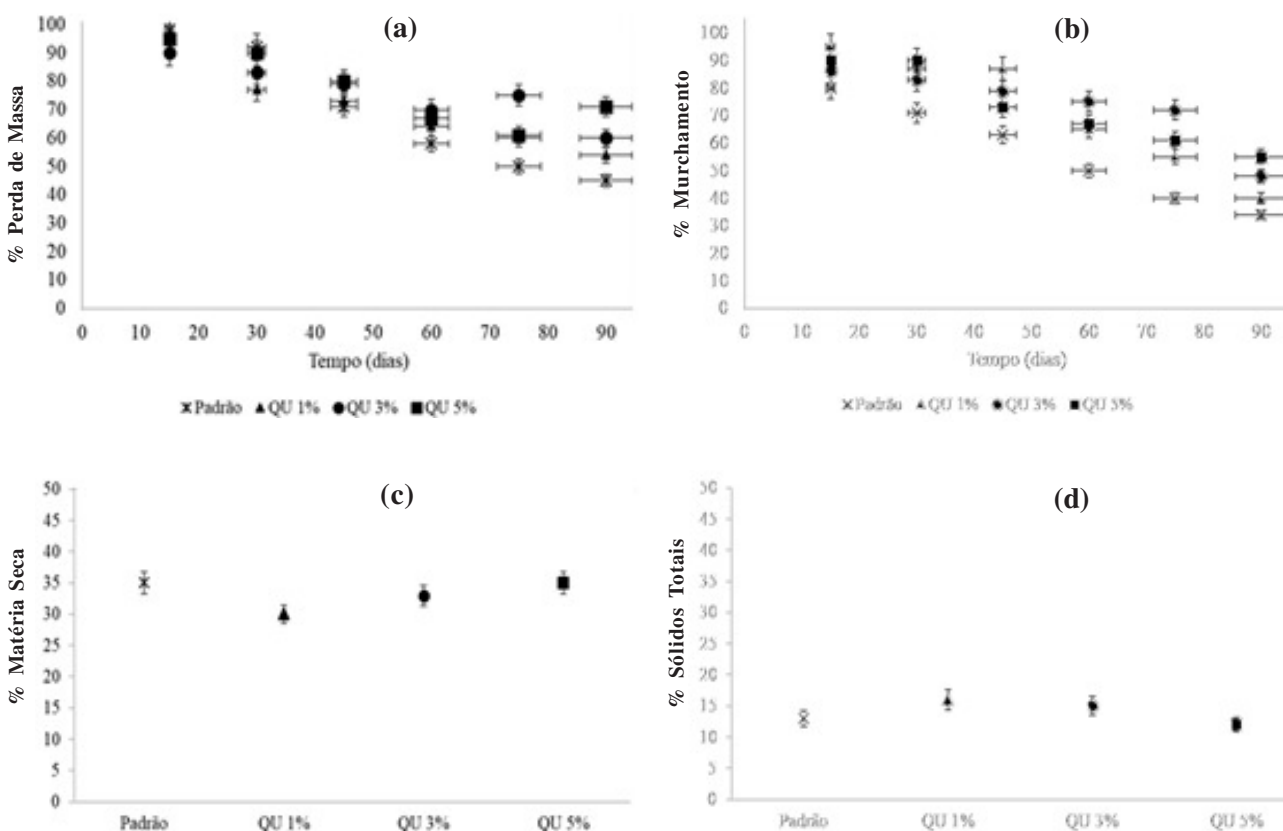 (a)
% Perda de Massa
100
90
80
70
60
50
40
30
20
10
0
0 10 20 30 40 50 60 70 80 90
Tempo (dias)
Padrão QU 1% QU 3% QU 5%
(b)
% Murchamento
100
90
80
70
60
50
40
30
20
10
0
0 10 20 30 40 50 60 70 80 90
Tempo (dias)
Padrão QU 1% QU 3% QU 5%
(c)
% Matéria Seca
50
45
40
35
30
25
20
15
10
5
0
Padrão QU 1% QU 3% QU 5%
(d)
% Sólidos Totais
50
45
40
35
30
25
20
15
10
5
0
Padrão QU 1% QU 3% QU 5%